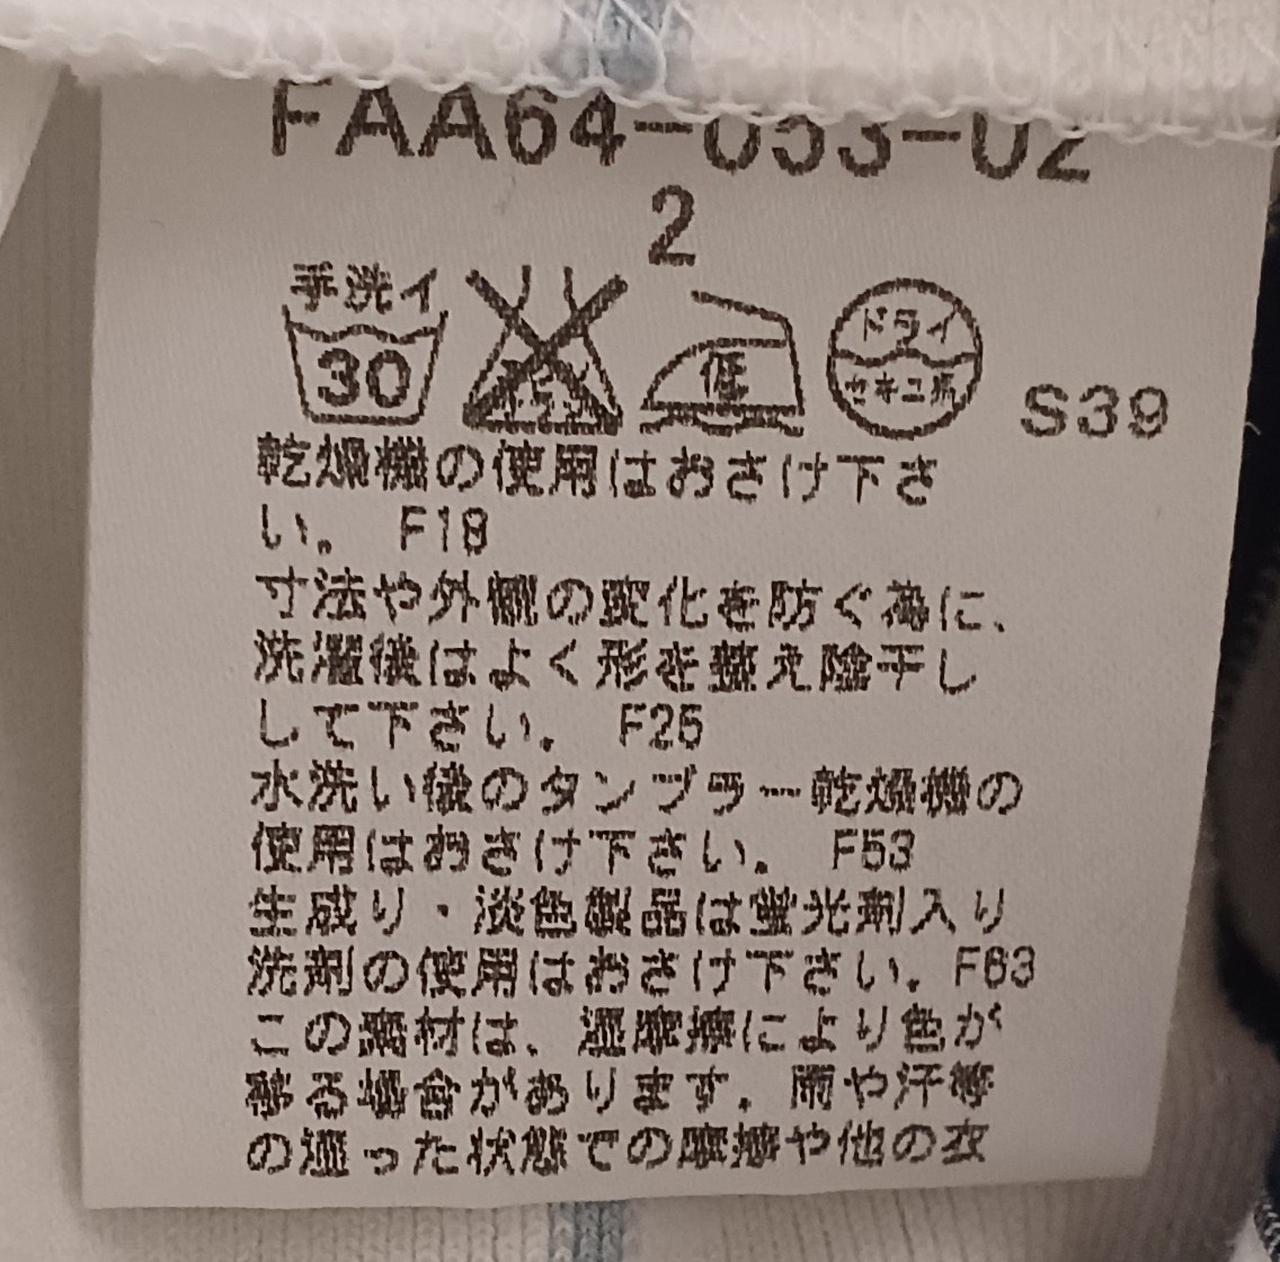 FAA64-053-02
2
手洗イ
30
エンソ
サラシ
低
ドライ
セキユ系
S39
乾燥機の使用はおさけ下さ
い。 F18
寸法や外観の変化を防ぐ為に、
洗濯後はよく形を整え陰干し
して下さい。 F25
水洗い後のタンブラー乾燥機の
使用はおさけ下さい。 F53
生成り・淡色製品は蛍光剤入り
洗剤の使用はおさけ下さい。F63
この素材は、湿摩擦により色が
移る場合があります。雨や汗等
の湿った状態での摩擦や他の衣